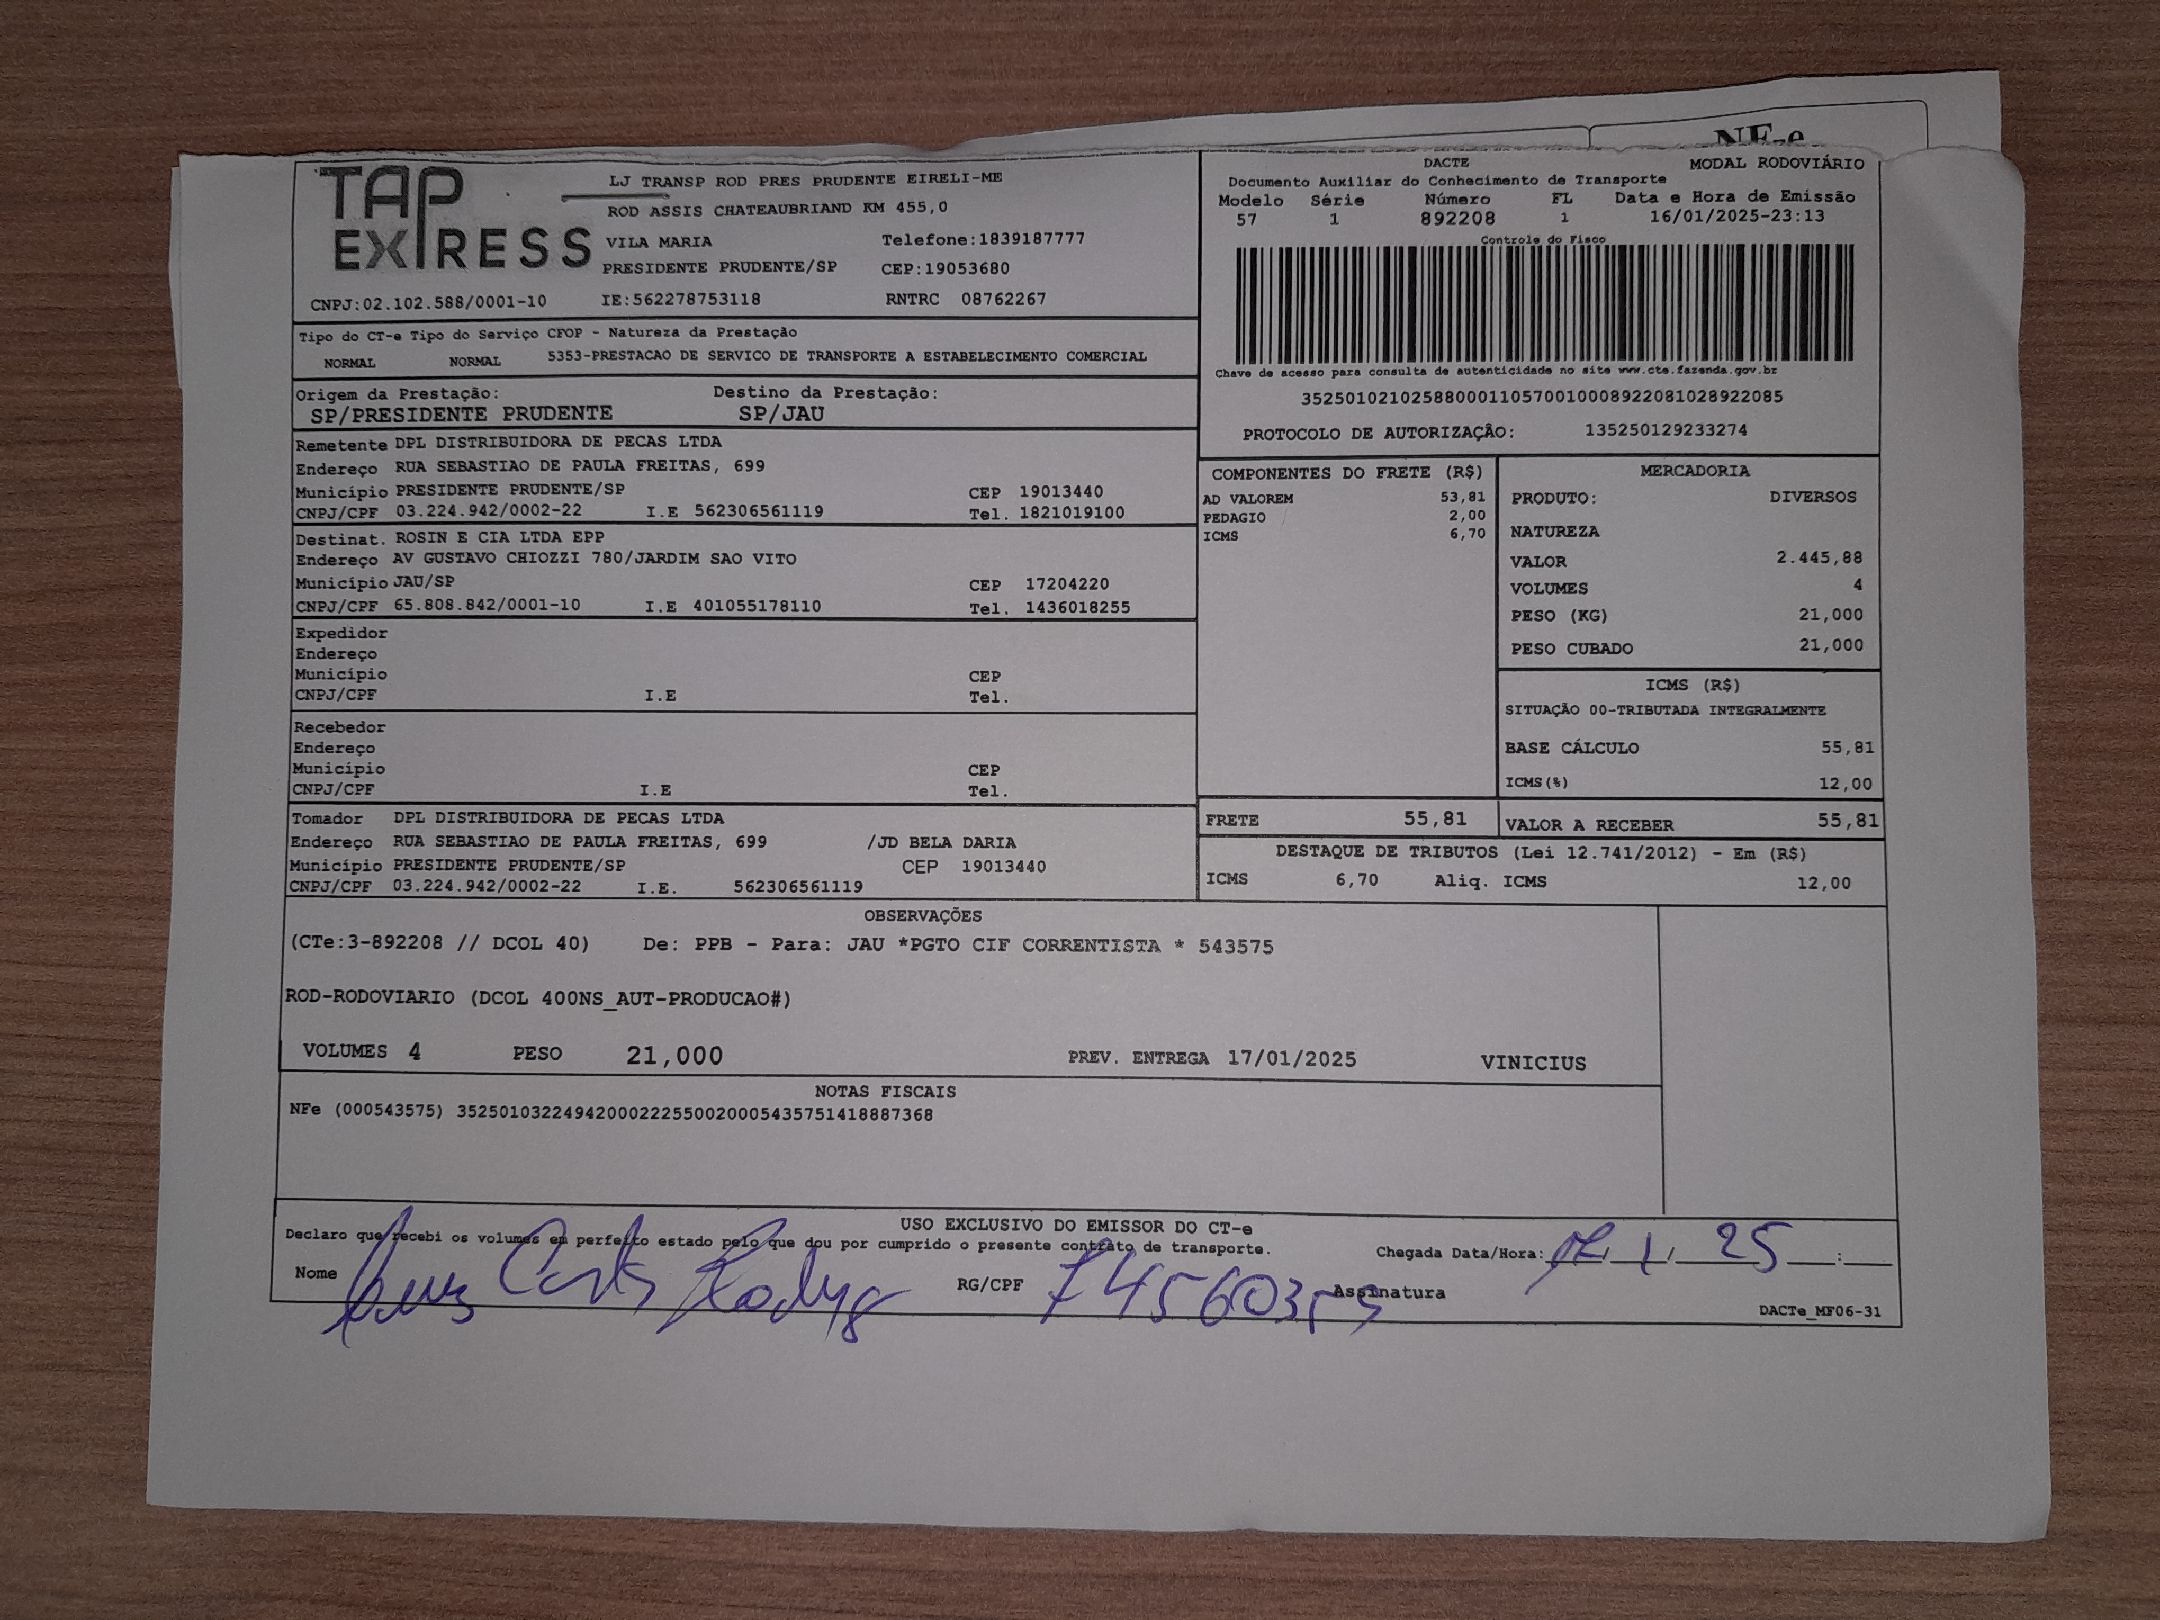 NF-e
TAP EXPRESS
LJ TRANSP ROD PRES PRUDENTE EIRELI-ME
ROD ASSIS CHATEAUBRIAND KM 455,0
VILA MARIA Telefone:1839187777
PRESIDENTE PRUDENTE/SP CEP:19053680
CNPJ:02.102.588/0001-10 IE:562278753118 RNTRC 08762267
DACTE MODAL RODOVIÁRIO
Documento Auxiliar do Conhecimento de Transporte
Modelo Série Número FL Data e Hora de Emissão
57 1 892208 1 16/01/2025-23:13
Controle do Fisco
Chave de acesso para consulta de autenticidade no site www.cte.fazenda.gov.br
35250102102588000110570010008922081028922085
PROTOCOLO DE AUTORIZAÇÃO: 135250129233274
Tipo do CT-e Tipo do Serviço CFOP - Natureza da Prestação
NORMAL NORMAL 5353-PRESTACAO DE SERVICO DE TRANSPORTE A ESTABELECIMENTO COMERCIAL
Origem da Prestação: Destino da Prestação:
SP/PRESIDENTE PRUDENTE SP/JAU
Remetente DPL DISTRIBUIDORA DE PECAS LTDA
Endereço RUA SEBASTIAO DE PAULA FREITAS, 699
Município PRESIDENTE PRUDENTE/SP CEP 19013440
CNPJ/CPF 03.224.942/0002-22 I.E 562306561119 Tel. 1821019100
Destinat. ROSIN E CIA LTDA EPP
Endereço AV GUSTAVO CHIOZZI 780/JARDIM SAO VITO
Município JAU/SP CEP 17204220
CNPJ/CPF 65.808.842/0001-10 I.E 401055178110 Tel. 1436018255
Expedidor
Endereço
Município CEP
CNPJ/CPF I.E Tel.
Recebedor
Endereço
Município CEP
CNPJ/CPF I.E Tel.
Tomador DPL DISTRIBUIDORA DE PECAS LTDA
Endereço RUA SEBASTIAO DE PAULA FREITAS, 699 /JD BELA DARIA
Município PRESIDENTE PRUDENTE/SP CEP 19013440
CNPJ/CPF 03.224.942/0002-22 I.E. 562306561119
COMPONENTES DO FRETE (R$)
AD VALOREM 53,81
PEDAGIO 2,00
ICMS 6,70
MERCADORIA
PRODUTO: DIVERSOS
NATUREZA
VALOR 2.445,88
VOLUMES 4
PESO (KG) 21,000
PESO CUBADO 21,000
ICMS (R$)
SITUAÇÃO 00-TRIBUTADA INTEGRALMENTE
BASE CÁLCULO 55,81
ICMS(%) 12,00
FRETE 55,81 VALOR A RECEBER 55,81
DESTAQUE DE TRIBUTOS (Lei 12.741/2012) - Em (R$)
ICMS 6,70 Aliq. ICMS 12,00
OBSERVAÇÕES
(CTe:3-892208 // DCOL 40) De: PPB - Para: JAU *PGTO CIF CORRENTISTA * 543575
ROD-RODOVIARIO (DCOL 400NS_AUT-PRODUCAO#)
VOLUMES 4 PESO 21,000 PREV. ENTREGA 17/01/2025 VINICIUS
NOTAS FISCAIS
NFe (000543575) 35250103224942000222550020005435751418887368
USO EXCLUSIVO DO EMISSOR DO CT-e
Declaro que recebi os volumes em perfeito estado pelo que dou por cumprido o presente contrato de transporte.
Chegada Data/Hora: / 1 / 25 :
Nome RG/CPF Assinatura
DACTe_MF06-31